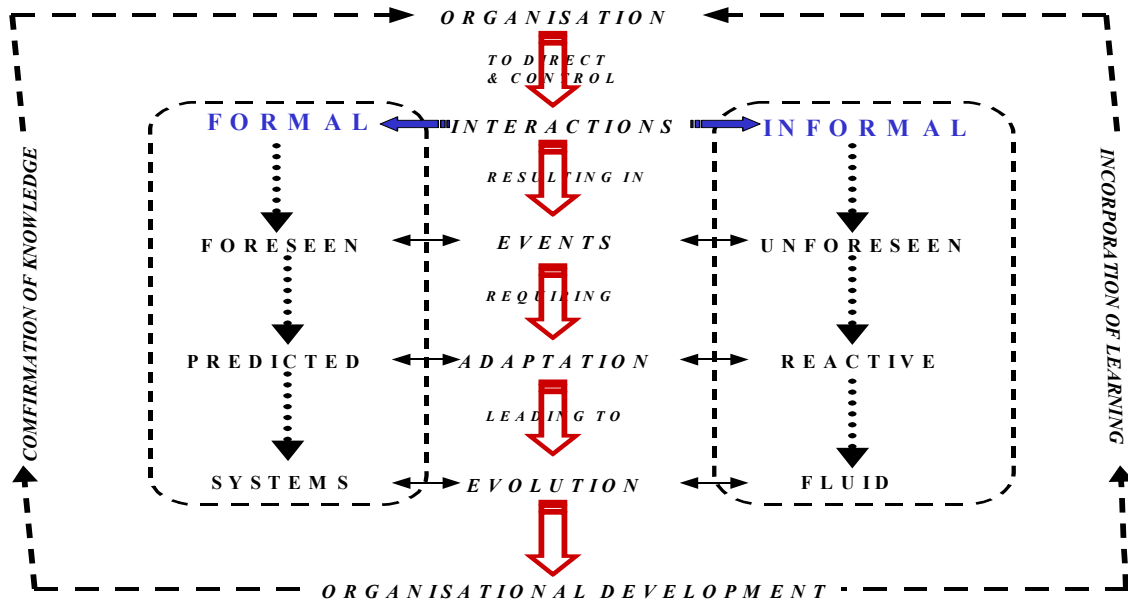 ORGANISATION
TO DIRECT
& CONTROL
FORMAL
INTERACTIONS
INFORMAL
RESULTING IN
FORESEEN
EVENTS
UNFORESEEN
REQUIRING
PREDICTED
ADAPTATION
REACTIVE
LEADING TO
SYSTEMS
EVOLUTION
FLUID
ORGANISATIONAL DEVELOPMENT
COMFIRMATION OF KNOWLEDGE
INCORPORATION OF LEARNING